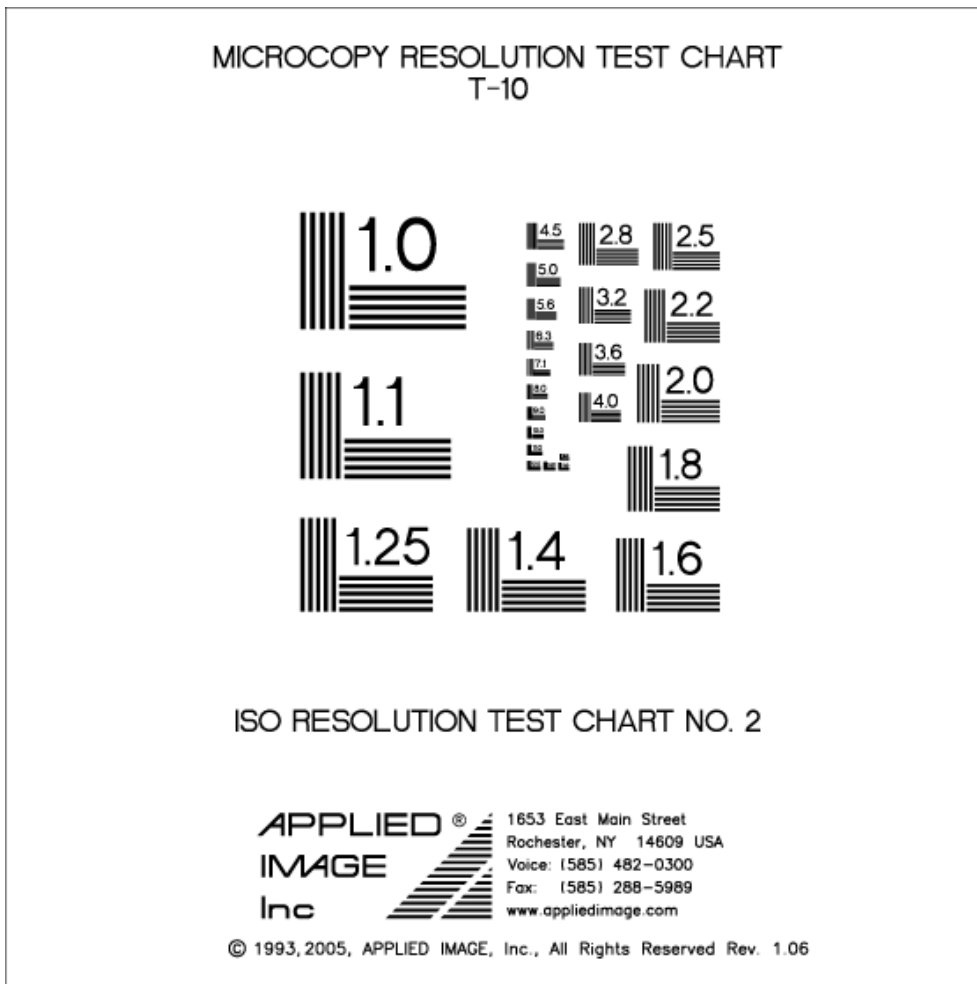 MICROCOPY RESOLUTION TEST CHART
T-10
1.0
4.5
2.8
2.5
5.0
3.2
2.2
5.6
6.3
3.6
7.1
2.0
8.0
4.0
9.0
1.1
1.8
1.25
1.4
1.6
ISO RESOLUTION TEST CHART NO. 2
APPLIED ®
IMAGE
Inc
1653 East Main Street
Rochester, NY 14609 USA
Voice: (585) 482-0300
Fax: (585) 288-5989
www.appliedimage.com
© 1993, 2005, APPLIED IMAGE, Inc., All Rights Reserved Rev. 1.06